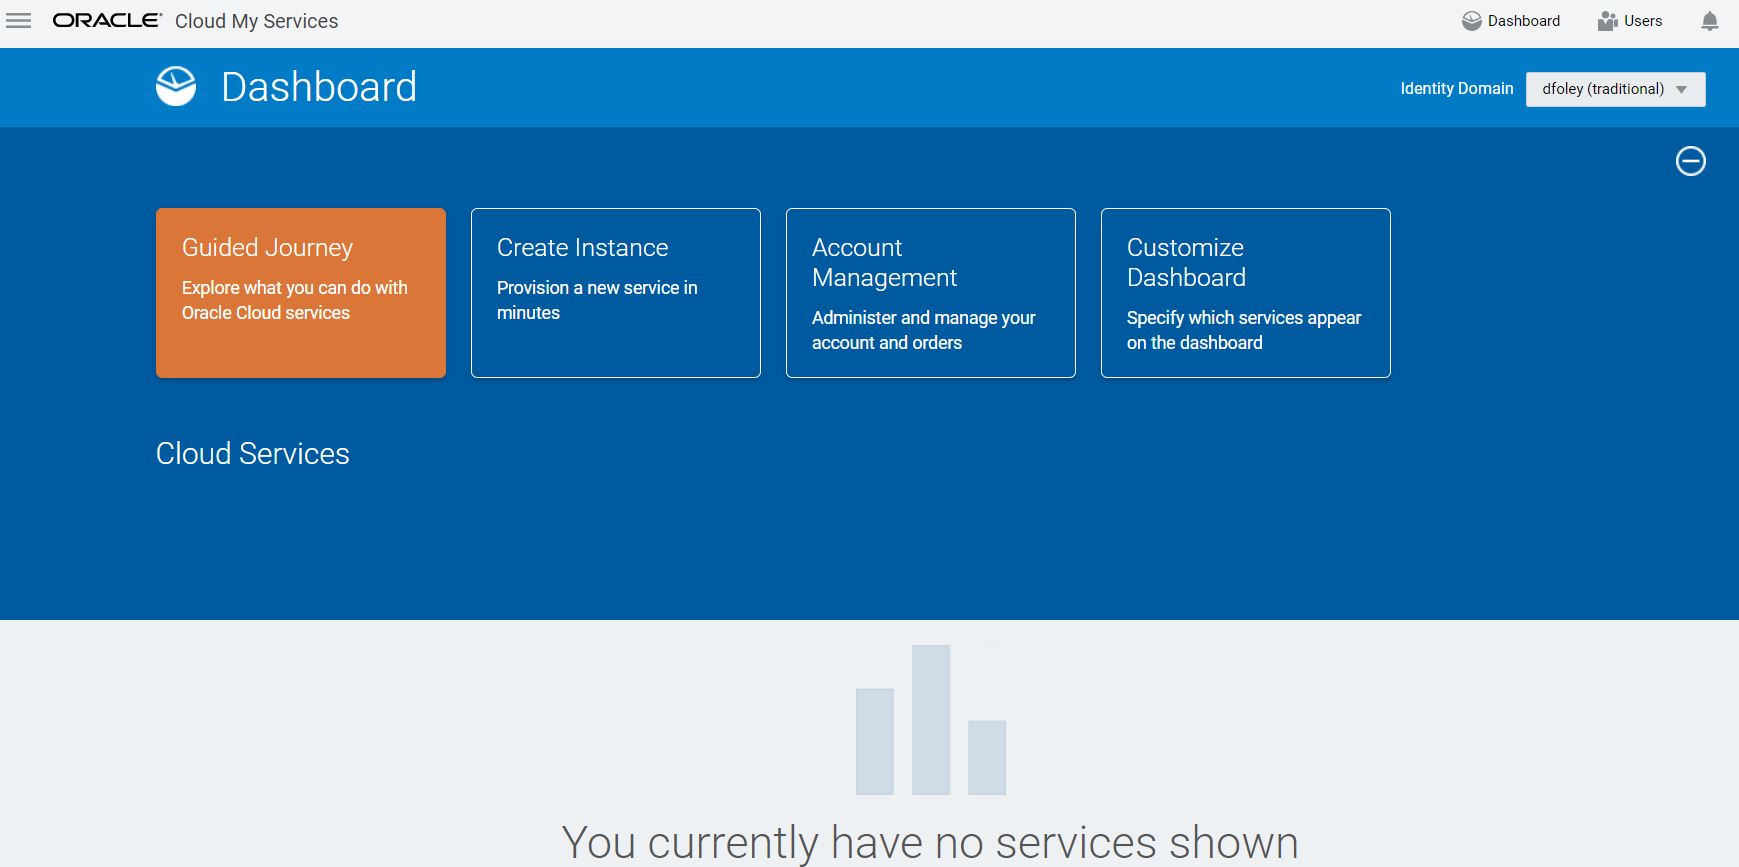 ORACLE Cloud My Services
Dashboard
Users
Dashboard
Identity Domain
dfoley (traditional)
Guided Journey
Explore what you can do with
Oracle Cloud services
Create Instance
Provision a new service in
minutes
Account
Management
Administer and manage your
account and orders
Customize
Dashboard
Specify which services appear
on the dashboard
Cloud Services
You currently have no services shown